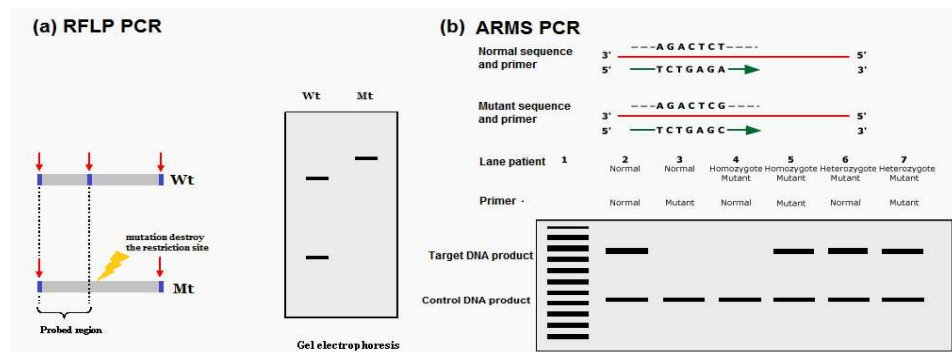 (a) RFLP PCR
Wt Mt
Wt
mutation destroy
the restriction site
Mt
Probed region
Gel electrophoresis
(b) ARMS PCR
Normal sequence
and primer
3' ---AGACTCT---- 5'
5' TCTGAGA 3'
Mutant sequence
and primer
3' ---AGACTCG---- 5'
5' TCTGAGC 3'
Lane patient 1 2 3 4 5 6 7
Normal Normal Homozygote Homozygote Heterozygote Heterozygote
Mutant Mutant Mutant Mutant
Primer · Normal Mutant Normal Mutant Normal Mutant
Target DNA product
Control DNA product